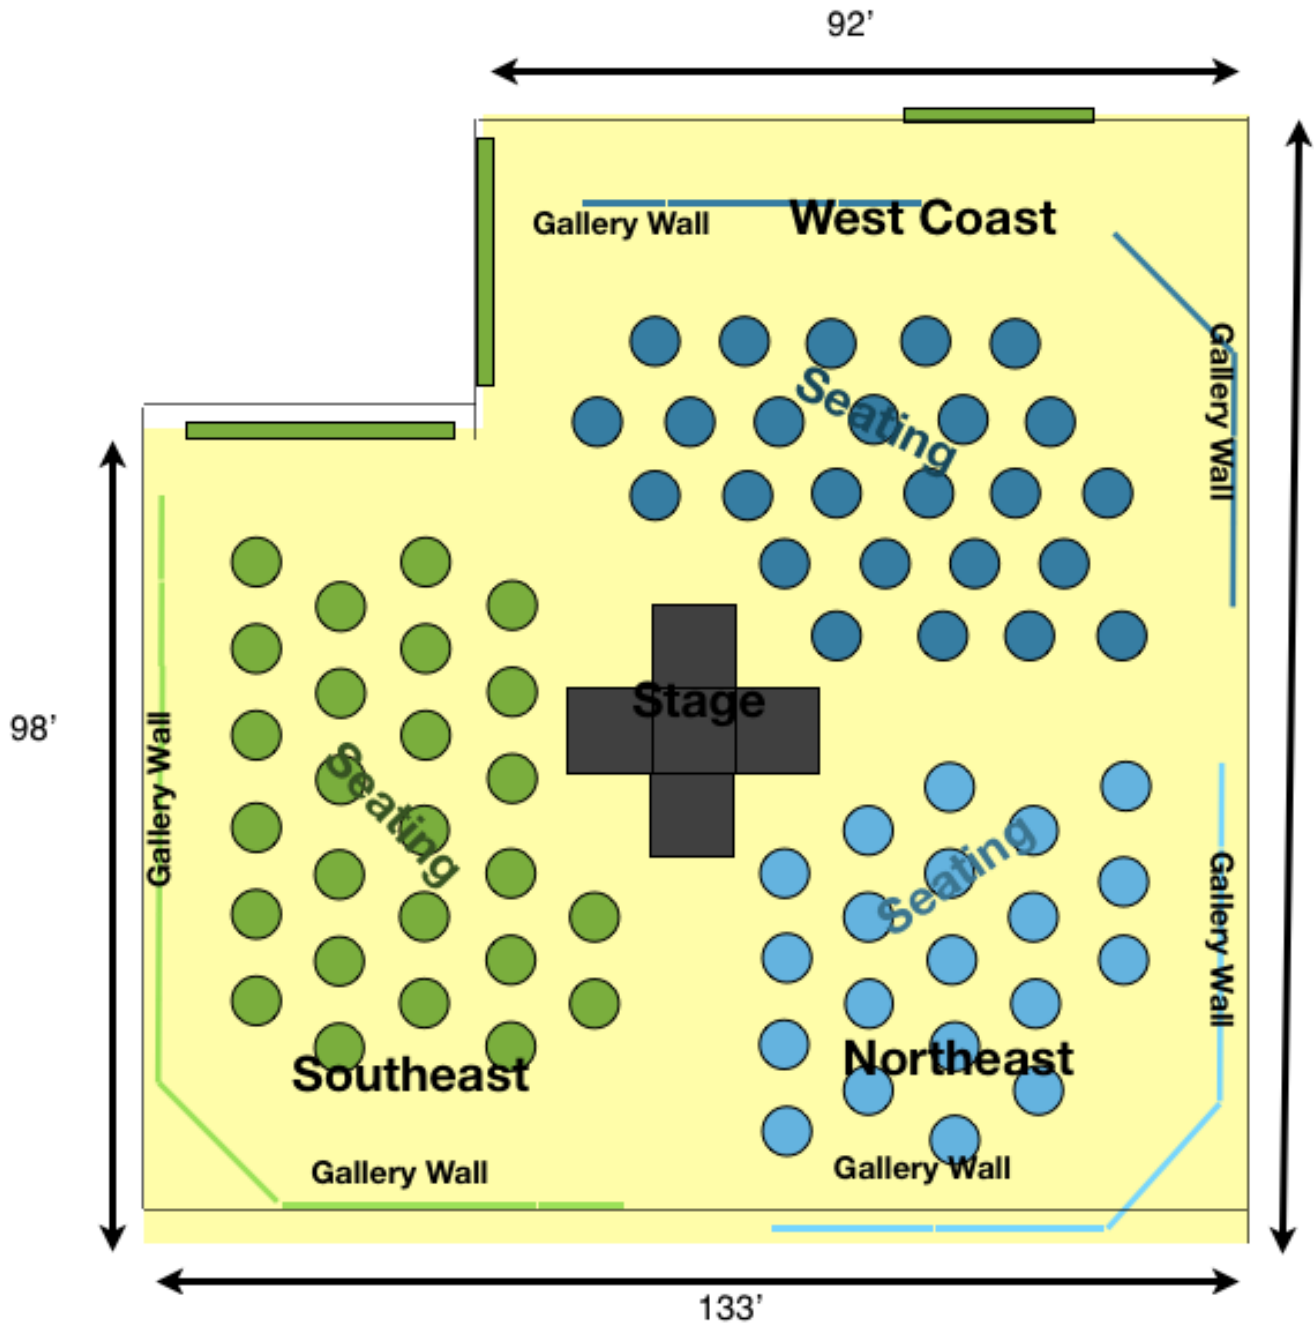 92’
Gallery Wall
West Coast
Gallery Wall
Seating
Stage
98’
Gallery Wall
Seating
Seating
Gallery Wall
Southeast
Northeast
Gallery Wall
Gallery Wall
133’